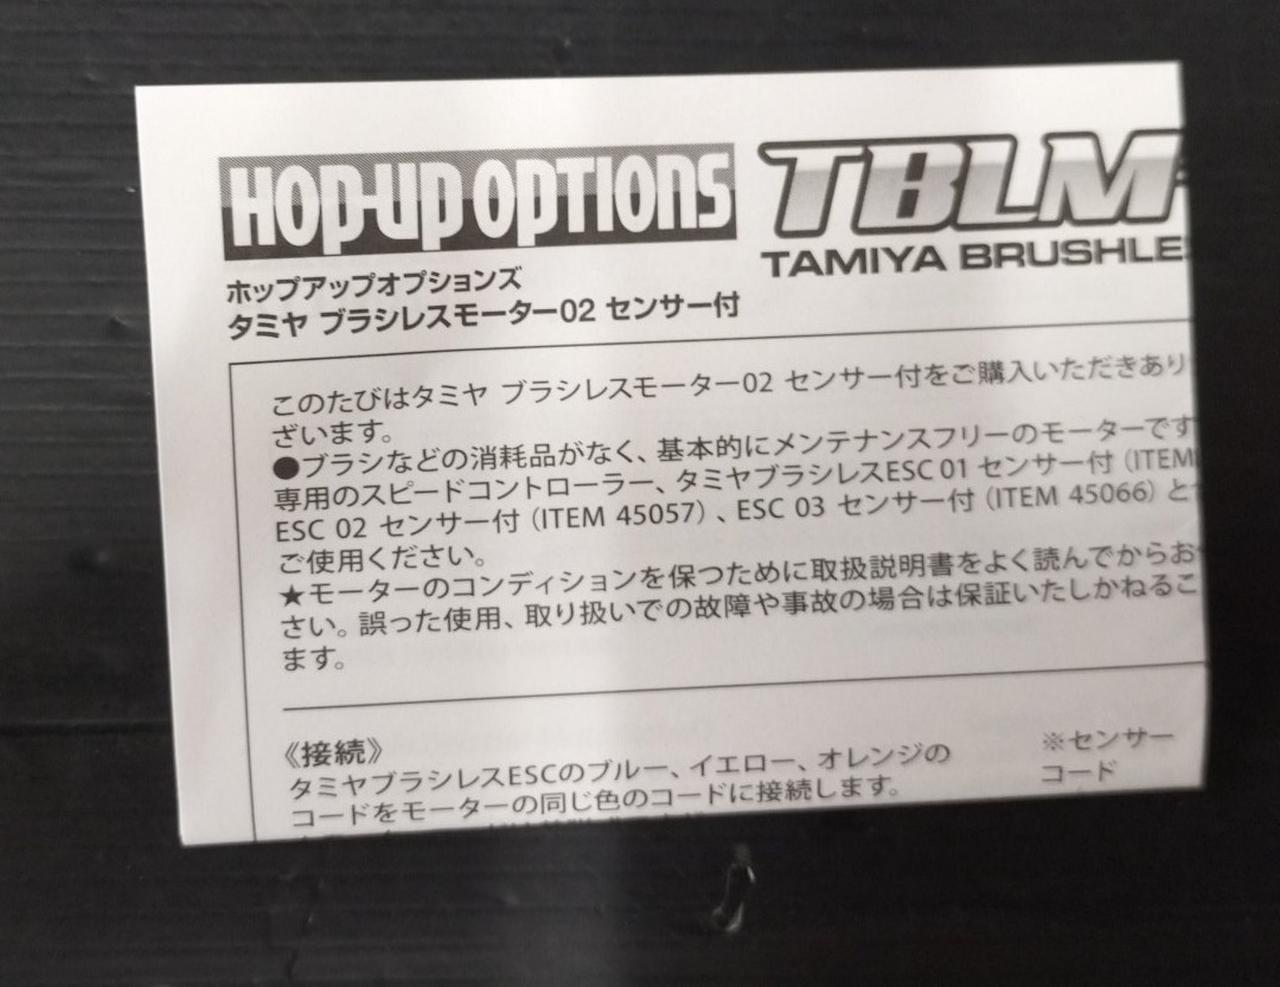 HOP-UP OPTIONS
TBLM
TAMIYA BRUSHLE
ホップアップオプションズ
タミヤ ブラシレスモーター02 センサー付
このたびはタミヤ ブラシレスモーター02 センサー付をご購入いただきあり
ざいます。
●ブラシなどの消耗品がなく、基本的にメンテナンスフリーのモーターです
専用のスピードコントローラー、タミヤブラシレスESC 01 センサー付(ITEM
ESC 02 センサー付(ITEM 45057)、ESC 03 センサー付(ITEM 45066)と
ご使用ください。
★モーターのコンディションを保つために取扱説明書をよく読んでからお
さい。誤った使用、取り扱いでの故障や事故の場合は保証いたしかねるこ
ます。
《接続》
タミヤブラシレスESCのブルー、イエロー、オレンジの
コードをモーターの同じ色のコードに接続します。
※センサー
コード